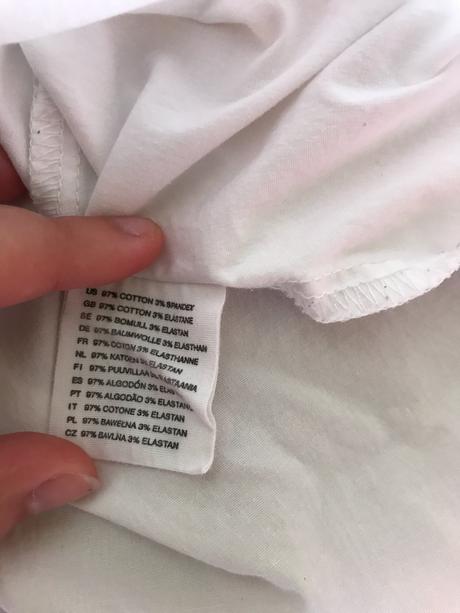 US 97% COTTON 3% SPANDEX
GB 97% COTTON 3% ELASTANE
SE 97% BOMULL 3% ELASTAN
DE 97% BAUMWOLLE 3% ELASTHAN
FR 97% COTON 3% ELASTHANNE
NL 97% KATOEN 3% ELASTAN
FI 97% PUUVILLAA 3% ELASTAANIA
ES 97% ALGODÓN 3% ELASTANO
PT 97% ALGODÃO 3% ELASTANO
IT 97% COTONE 3% ELASTAN
PL 97% BAWEŁNA 3% ELASTAN
CZ 97% BAVLNA 3% ELASTAN